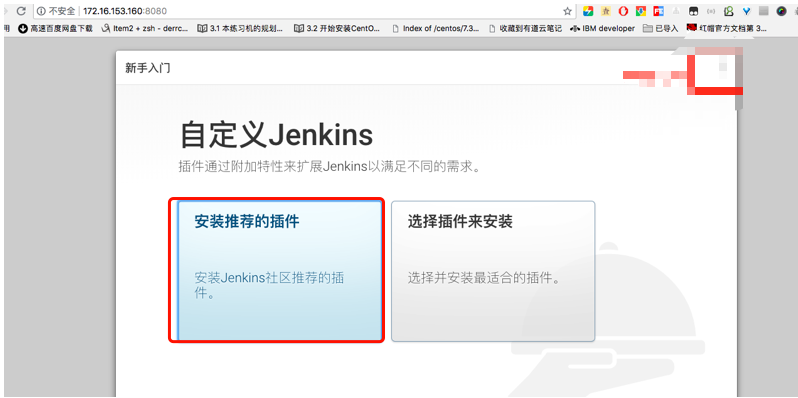 不安全 172.16.153.160:8080
用 高速百度网盘下载 Item2 + zsh - derrc... 3.1 本练习机的规划... 3.2 开始安装CentO... Index of /centos/7.3... 收藏到有道云笔记 IBM developer 已导入 红帽官方文档第 3...
新手入门
自定义Jenkins
插件通过附加特性来扩展Jenkins以满足不同的需求。
安装推荐的插件
安装Jenkins社区推荐的插
件。
选择插件来安装
选择并安装最适合的插件。